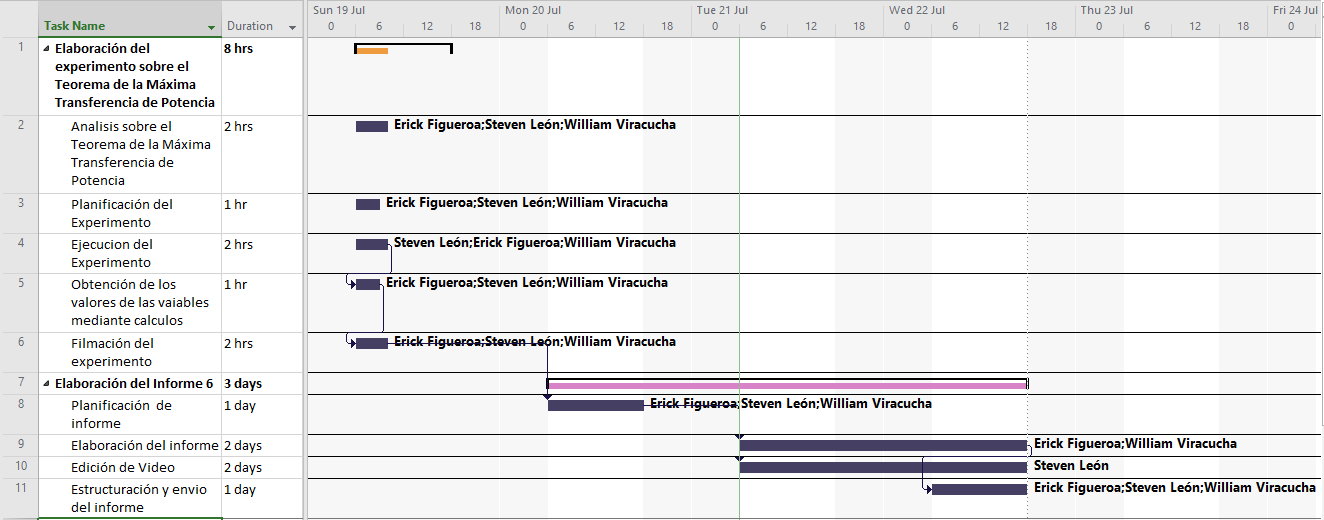 Sun 19 Jul Mon 20 Jul Tue 21 Jul Wed 22 Jul Thu 23 Jul Fri 24 Jul
Task Name Duration 0 6 12 18 0 6 12 18 0 6 12 18 0 6 12 18 0 6 12 18 0
1 Elaboración del 8 hrs
experimento sobre el
Teorema de la Máxima
Transferencia de Potencia
2 Analisis sobre el 2 hrs Erick Figueroa;Steven León;William Viracucha
Teorema de la Máxima
Transferencia de
Potencia
3 Planificación del 1 hr Erick Figueroa;Steven León;William Viracucha
Experimento
4 Ejecucion del 2 hrs Steven León;Erick Figueroa;William Viracucha
Experimento
5 Obtención de los 1 hr Erick Figueroa;Steven León;William Viracucha
valores de las vaiables
mediante calculos
6 Filmación del 2 hrs Erick Figueroa;Steven León;William Viracucha
experimento
7 Elaboración del Informe 6 3 days
8 Planificación de 1 day Erick Figueroa;Steven León;William Viracucha
informe
9 Elaboración del informe 2 days Erick Figueroa;William Viracucha
10 Edición de Video 2 days Steven León
11 Estructuración y envio 1 day Erick Figueroa;Steven León;William Viracucha
del informe